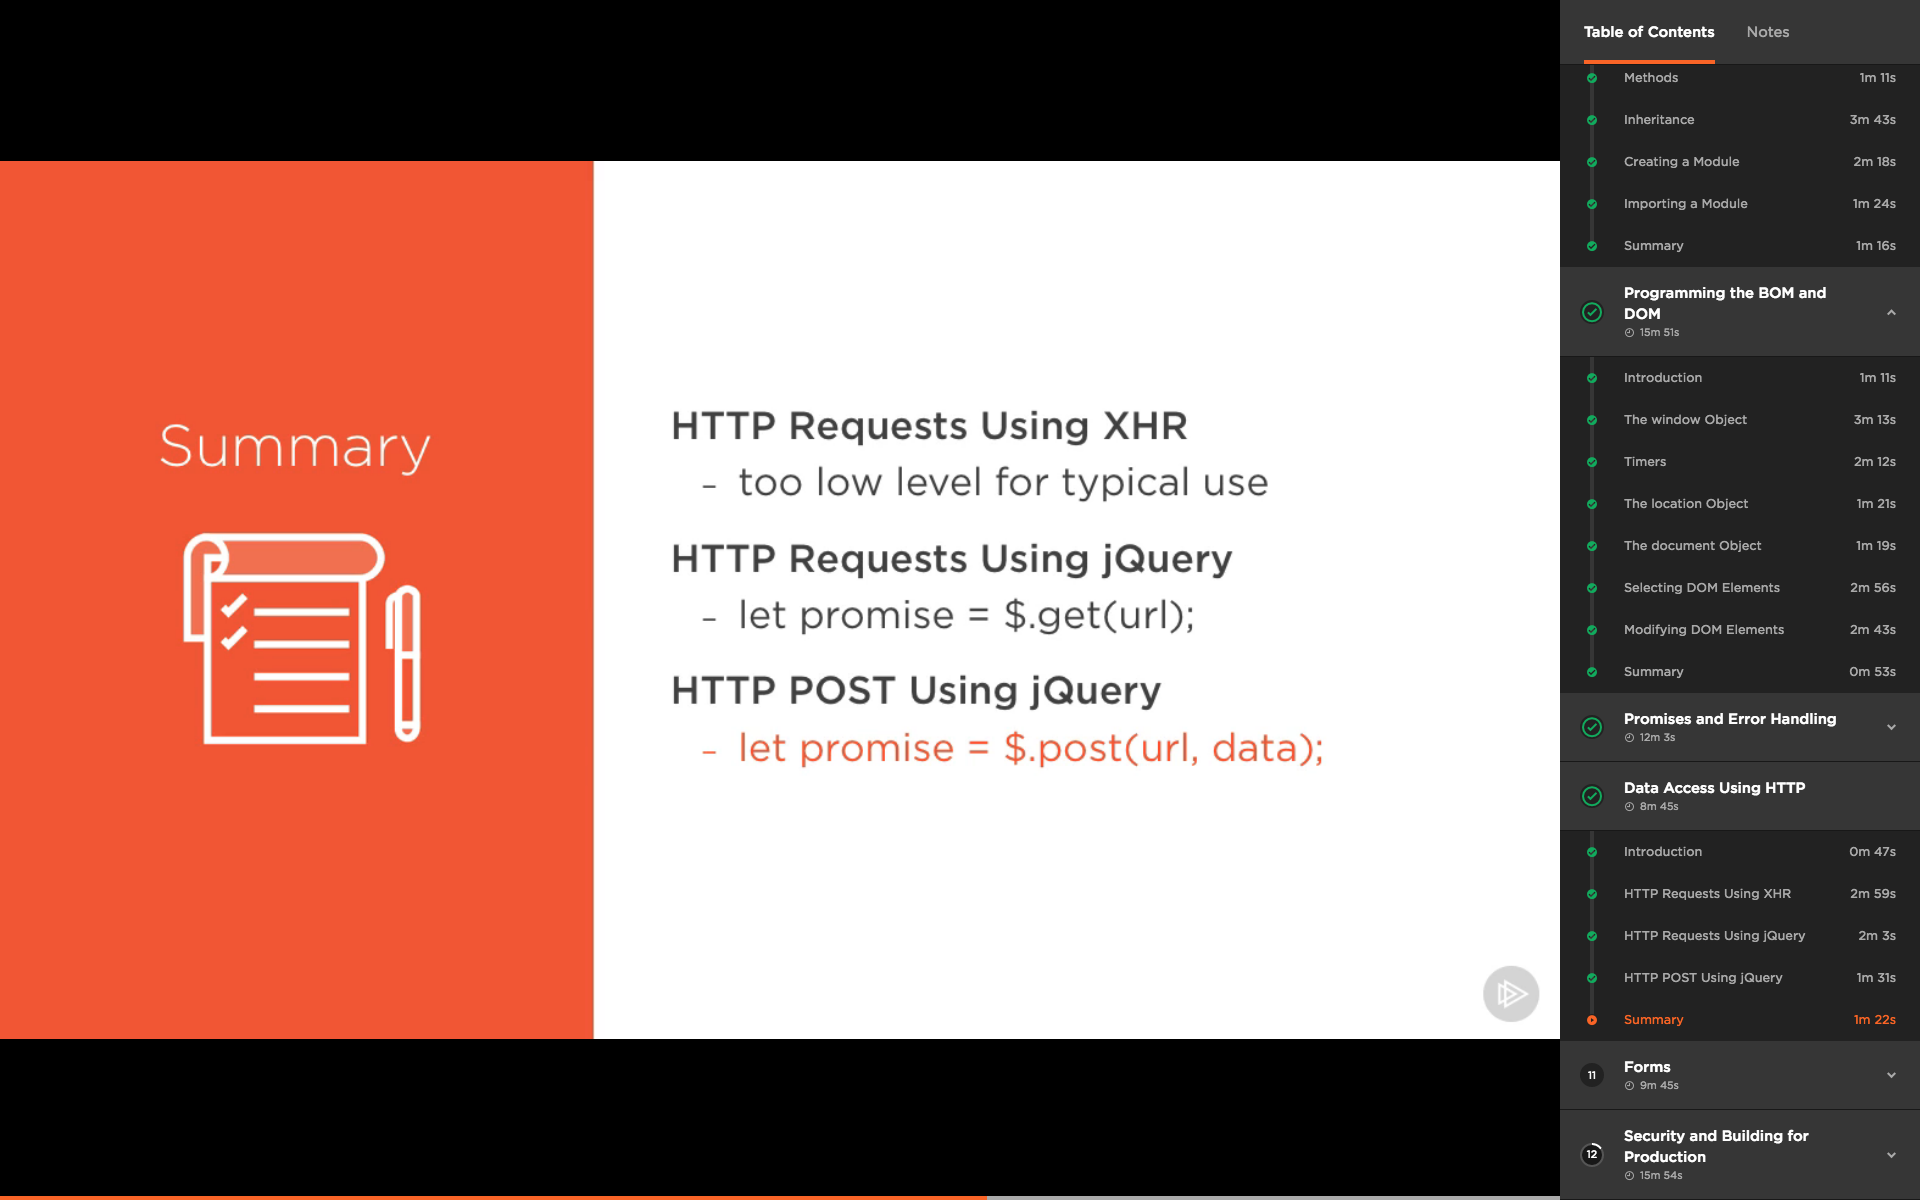 Summary
HTTP Requests Using XHR
– too low level for typical use
HTTP Requests Using jQuery
– let promise = $.get(url);
HTTP POST Using jQuery
– let promise = $.post(url, data);
Table of Contents Notes
Methods 1m 11s
Inheritance 3m 43s
Creating a Module 2m 18s
Importing a Module 1m 24s
Summary 1m 16s
Programming the BOM and
DOM
15m 51s
Introduction 1m 11s
The window Object 3m 13s
Timers 2m 12s
The location Object 1m 21s
The document Object 1m 19s
Selecting DOM Elements 2m 56s
Modifying DOM Elements 2m 43s
Summary 0m 53s
Promises and Error Handling
12m 3s
Data Access Using HTTP
8m 45s
Introduction 0m 47s
HTTP Requests Using XHR 2m 59s
HTTP Requests Using jQuery 2m 3s
HTTP POST Using jQuery 1m 31s
Summary 1m 22s
11 Forms
9m 45s
12 Security and Building for
Production
15m 54s